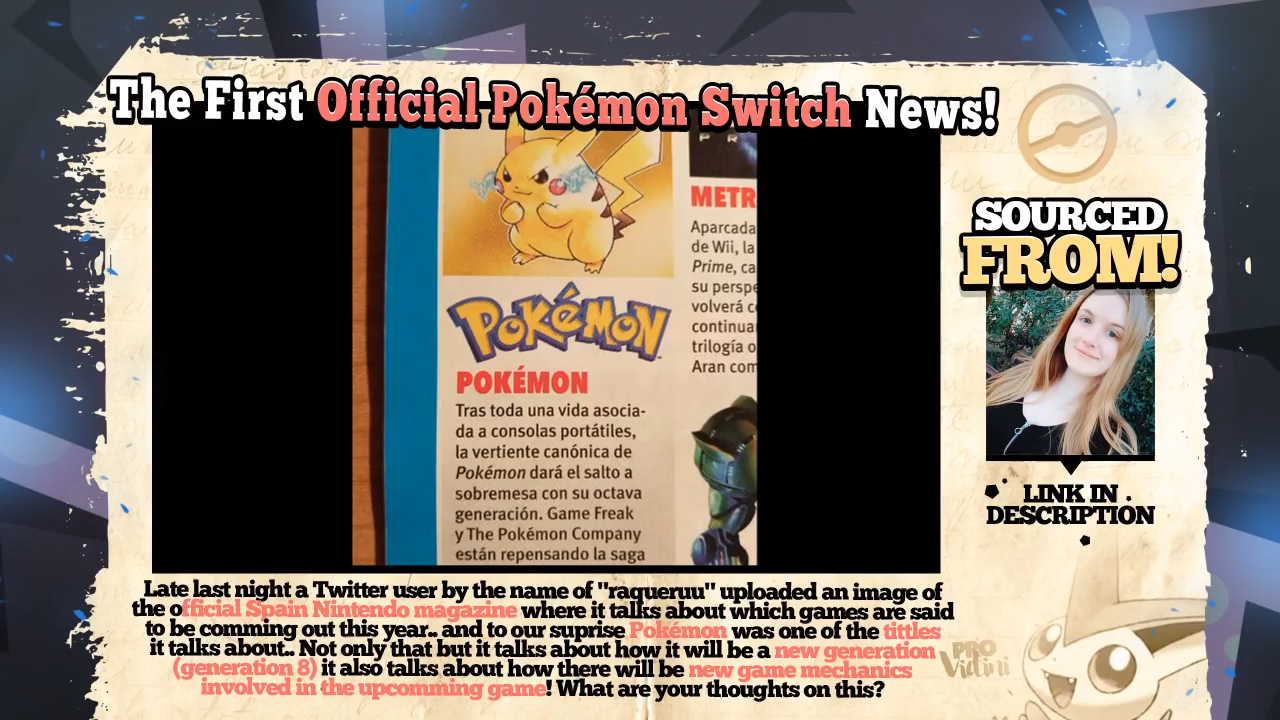 The First Official Pokémon Switch News!
SOURCED
FROM!
LINK IN
DESCRIPTION
P R
METR
Aparcada
de Wii, la
Prime, ca
su perspe
volverá c
continua
trilogía o
Aran com
POKéMON
POKÉMON
Tras toda una vida asocia-
da a consolas portátiles,
la vertiente canónica de
Pokémon dará el salto a
sobremesa con su octava
generación. Game Freak
y The Pokémon Company
están repensando la saga
Late last night a Twitter user by the name of "raqueruu" uploaded an image of
the official Spain Nintendo magazine where it talks about which games are said
to be comming out this year.. and to our suprise Pokémon was one of the tittles
it talks about.. Not only that but it talks about how it will be a new generation
(generation 8) it also talks about how there will be new game mechanics
involved in the upcomming game! What are your thoughts on this?
PRO
Victini